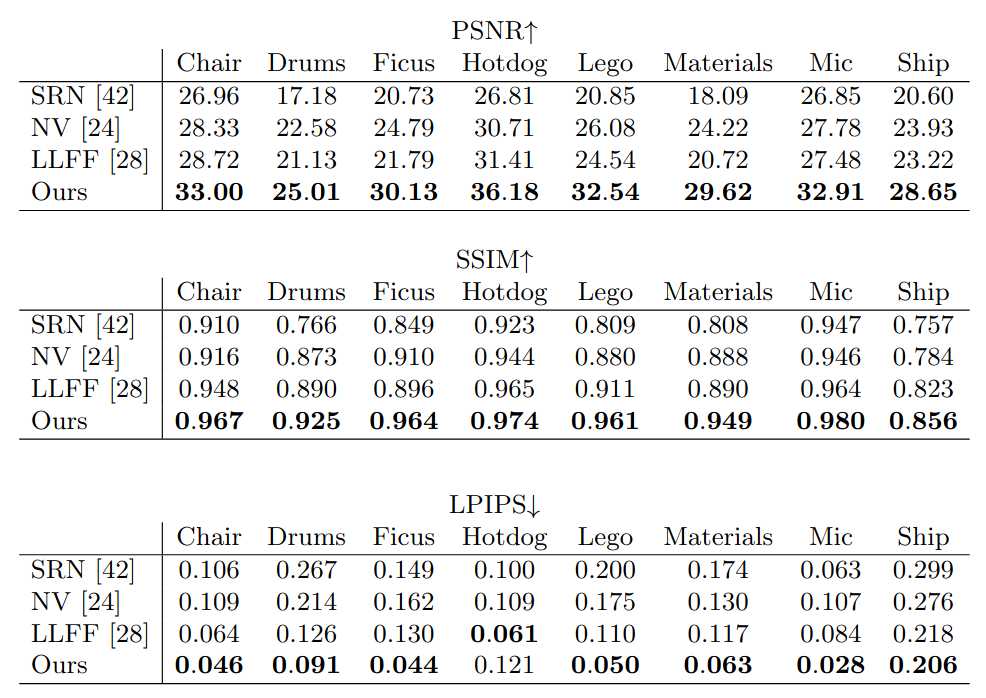 PSNR↑
Chair Drums Ficus Hotdog Lego Materials Mic Ship
SRN [42] 26.96 17.18 20.73 26.81 20.85 18.09 26.85 20.60
NV [24] 28.33 22.58 24.79 30.71 26.08 24.22 27.78 23.93
LLFF [28] 28.72 21.13 21.79 31.41 24.54 20.72 27.48 23.22
Ours 33.00 25.01 30.13 36.18 32.54 29.62 32.91 28.65
SSIM↑
Chair Drums Ficus Hotdog Lego Materials Mic Ship
SRN [42] 0.910 0.766 0.849 0.923 0.809 0.808 0.947 0.757
NV [24] 0.916 0.873 0.910 0.944 0.880 0.888 0.946 0.784
LLFF [28] 0.948 0.890 0.896 0.965 0.911 0.890 0.964 0.823
Ours 0.967 0.925 0.964 0.974 0.961 0.949 0.980 0.856
LPIPS↓
Chair Drums Ficus Hotdog Lego Materials Mic Ship
SRN [42] 0.106 0.267 0.149 0.100 0.200 0.174 0.063 0.299
NV [24] 0.109 0.214 0.162 0.109 0.175 0.130 0.107 0.276
LLFF [28] 0.064 0.126 0.130 0.061 0.110 0.117 0.084 0.218
Ours 0.046 0.091 0.044 0.121 0.050 0.063 0.028 0.206